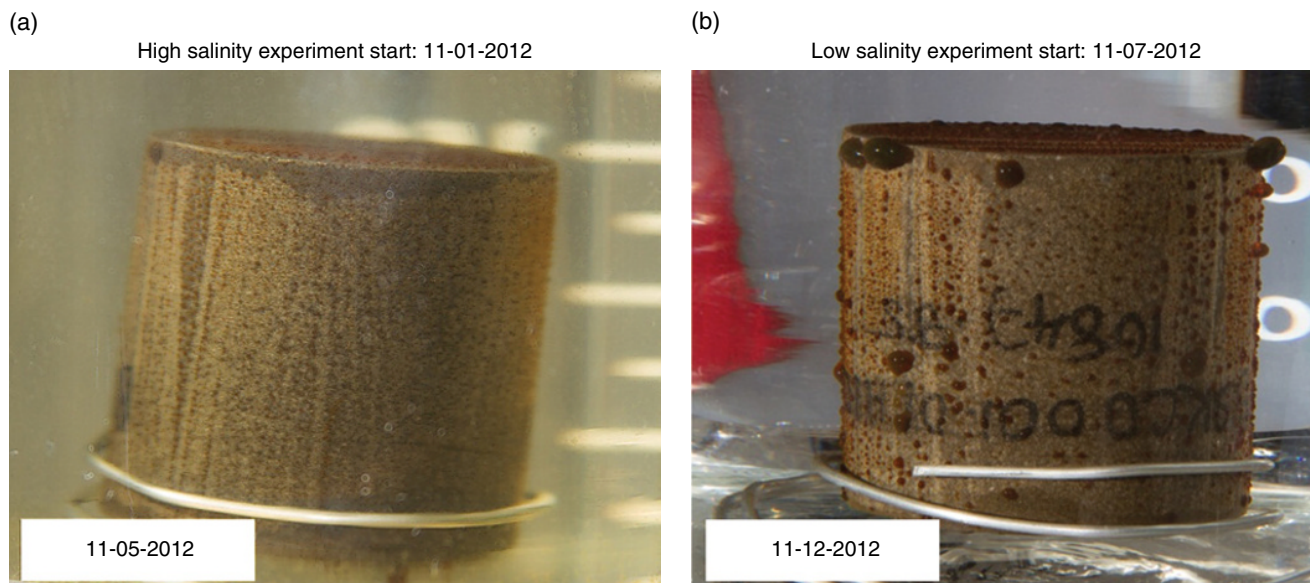 (a)
High salinity experiment start: 11-01-2012
11-05-2012
(b)
Low salinity experiment start: 11-07-2012
11-12-2012